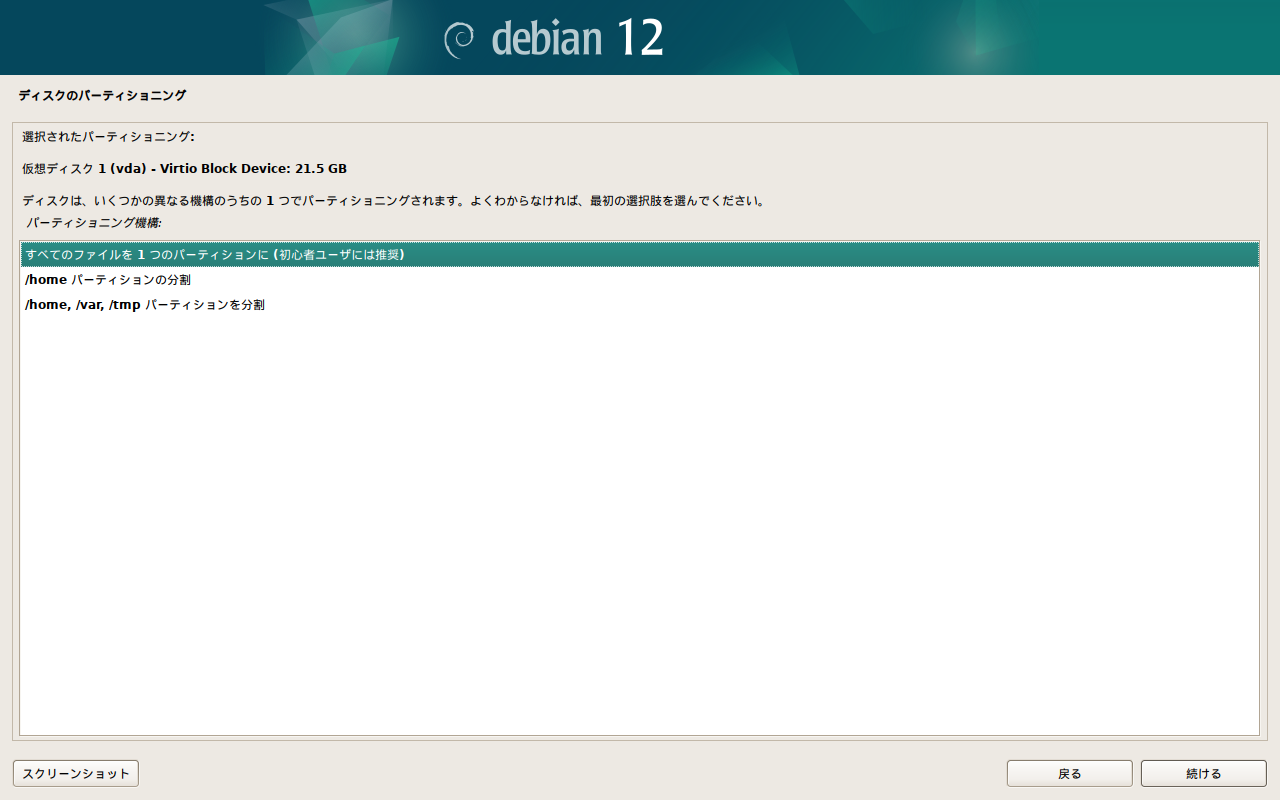 debian 12
ディスクのパーティショニング
選択されたパーティショニング:
仮想ディスク 1 (vda) - Virtio Block Device: 21.5 GB
ディスクは、いくつかの異なる機構のうちの 1 つでパーティショニングされます。よくわからなければ、最初の選択肢を選んでください。
パーティショニング機構:
すべてのファイルを 1 つのパーティションに (初心者ユーザには推奨)
/home パーティションの分割
/home, /var, /tmp パーティションを分割
スクリーンショット
戻る
続ける